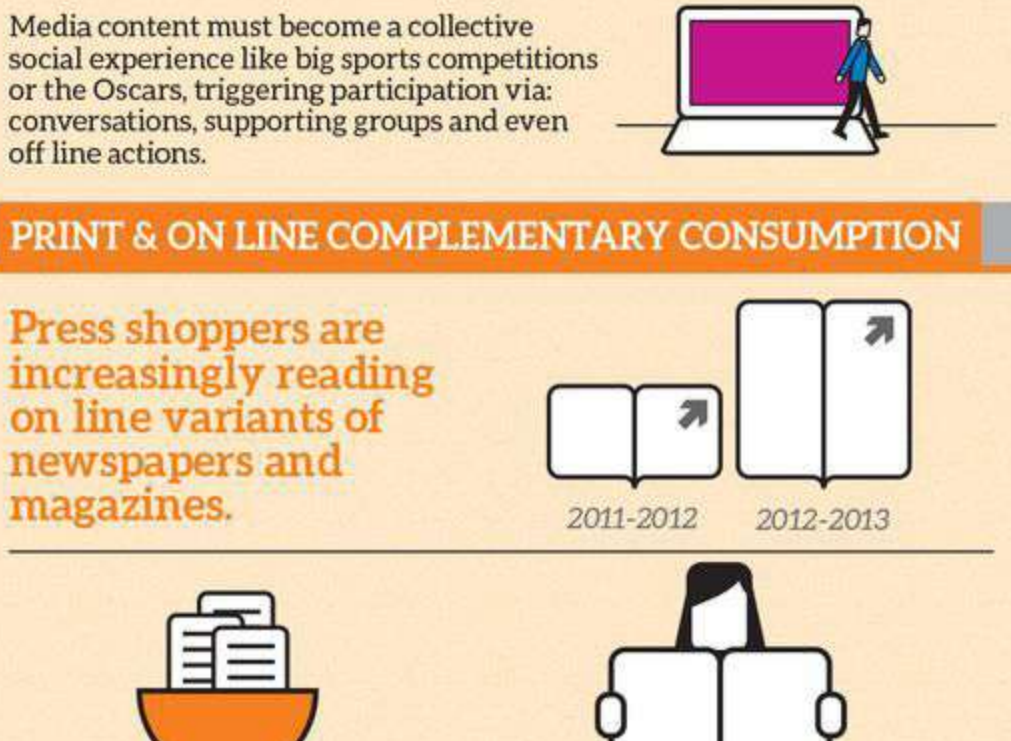 Media content must become a collective
social experience like big sports competitions
or the Oscars, triggering participation via:
conversations, supporting groups and even
off line actions.
PRINT & ON LINE COMPLEMENTARY CONSUMPTION
Press shoppers are
increasingly reading
on line variants of
newspapers and
magazines.
2011-2012
2012-2013